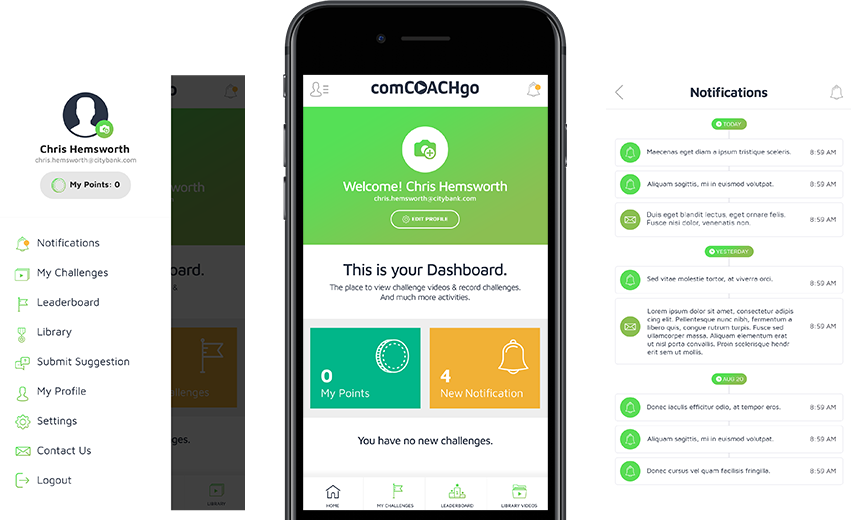 Chris Hemsworth
chris.hemsworth@citybank.com
My Points: 0
Notifications
My Challenges
Leaderboard
Library
Submit Suggestion
My Profile
Settings
Contact Us
Logout
go
worth
board.
&
allenges
ges.
LIBRARY
comCOACHgo
Welcome! Chris Hemsworth
chris.hemsworth@citybank.com
EDIT PROFILE
This is your Dashboard.
The place to view challenge videos & record challenges.
And much more activities.
0
My Points
4
New Notification
You have no new challenges.
HOME
MY CHALLENGES
LEADERBOARD
LIBRARY VIDEOS
Notifications
TODAY
Maecenas eget diam a ipsum tristique sceleris.
8:59 AM
Aliquam sagittis, mi in euismod volutpat.
8:59 AM
Duis eget blandit lectus, eget ornare felis.
Fusce nisi dolor, venenatis non.
8:59 AM
YESTERDAY
Sed vitae molestie tortor, at viverra orci.
8:59 AM
Lorem ipsum dolor sit amet, consectetur adipis
cing elit. Pellentesque nunc nibh, fermentum a
libero quis, congue rutrum turpis. Fusce sed
ullamcorper massa. Aliquam elementum erat
ut nisl porta convallis. Proin scelerisque hendr
erit sem ut mollis.
8:59 AM
AUG 20
Donec iaculis efficitur odio, at tempor eros.
8:59 AM
Aliquam sagittis, mi in euismod volutpat.
8:59 AM
Donec cursus vel quam facilisis fringilla.
8:59 AM